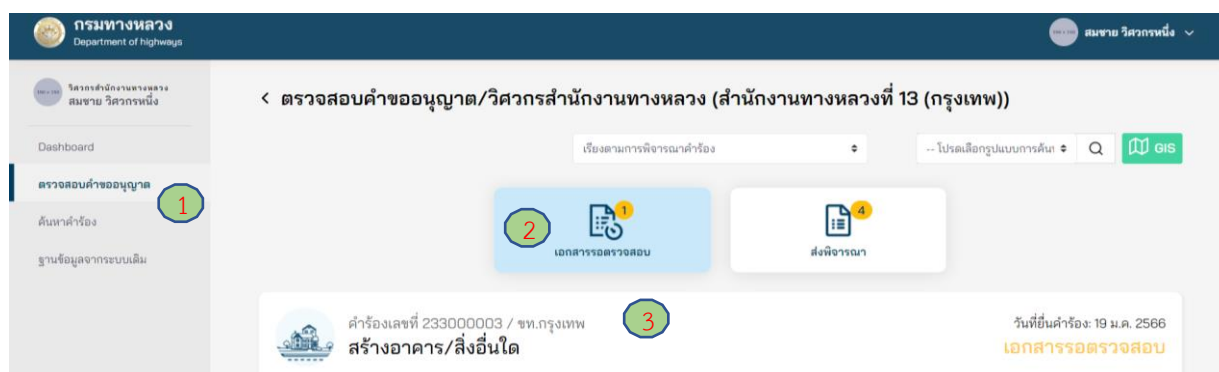 กรมทางหลวง
Department of highways
สมชาย วิศวกรหนึ่ง
วิศวกรสำนักงานทางหลวง
สมชาย วิศวกรหนึ่ง
< ตรวจสอบคำขออนุญาต/วิศวกรสำนักงานทางหลวง (สำนักงานทางหลวงที่ 13 (กรุงเทพ))
Dashboard
เรียงตามการพิจารณาคำร้อง
-- โปรดเลือกรูปแบบการค้นา
GIS
ตรวจสอบคำขออนุญาต
1
ค้นหาคำร้อง
ฐานข้อมูลจากระบบเดิม
2
1
เอกสารรอตรวจสอบ
4
ส่งพิจารณา
คำร้องเลขที่ 233000003 / ขท.กรุงเทพ
3
วันที่ยื่นคำร้อง: 19 ม.ค. 2566
สร้างอาคาร/สิ่งอื่นใด
เอกสารรอตรวจสอบ